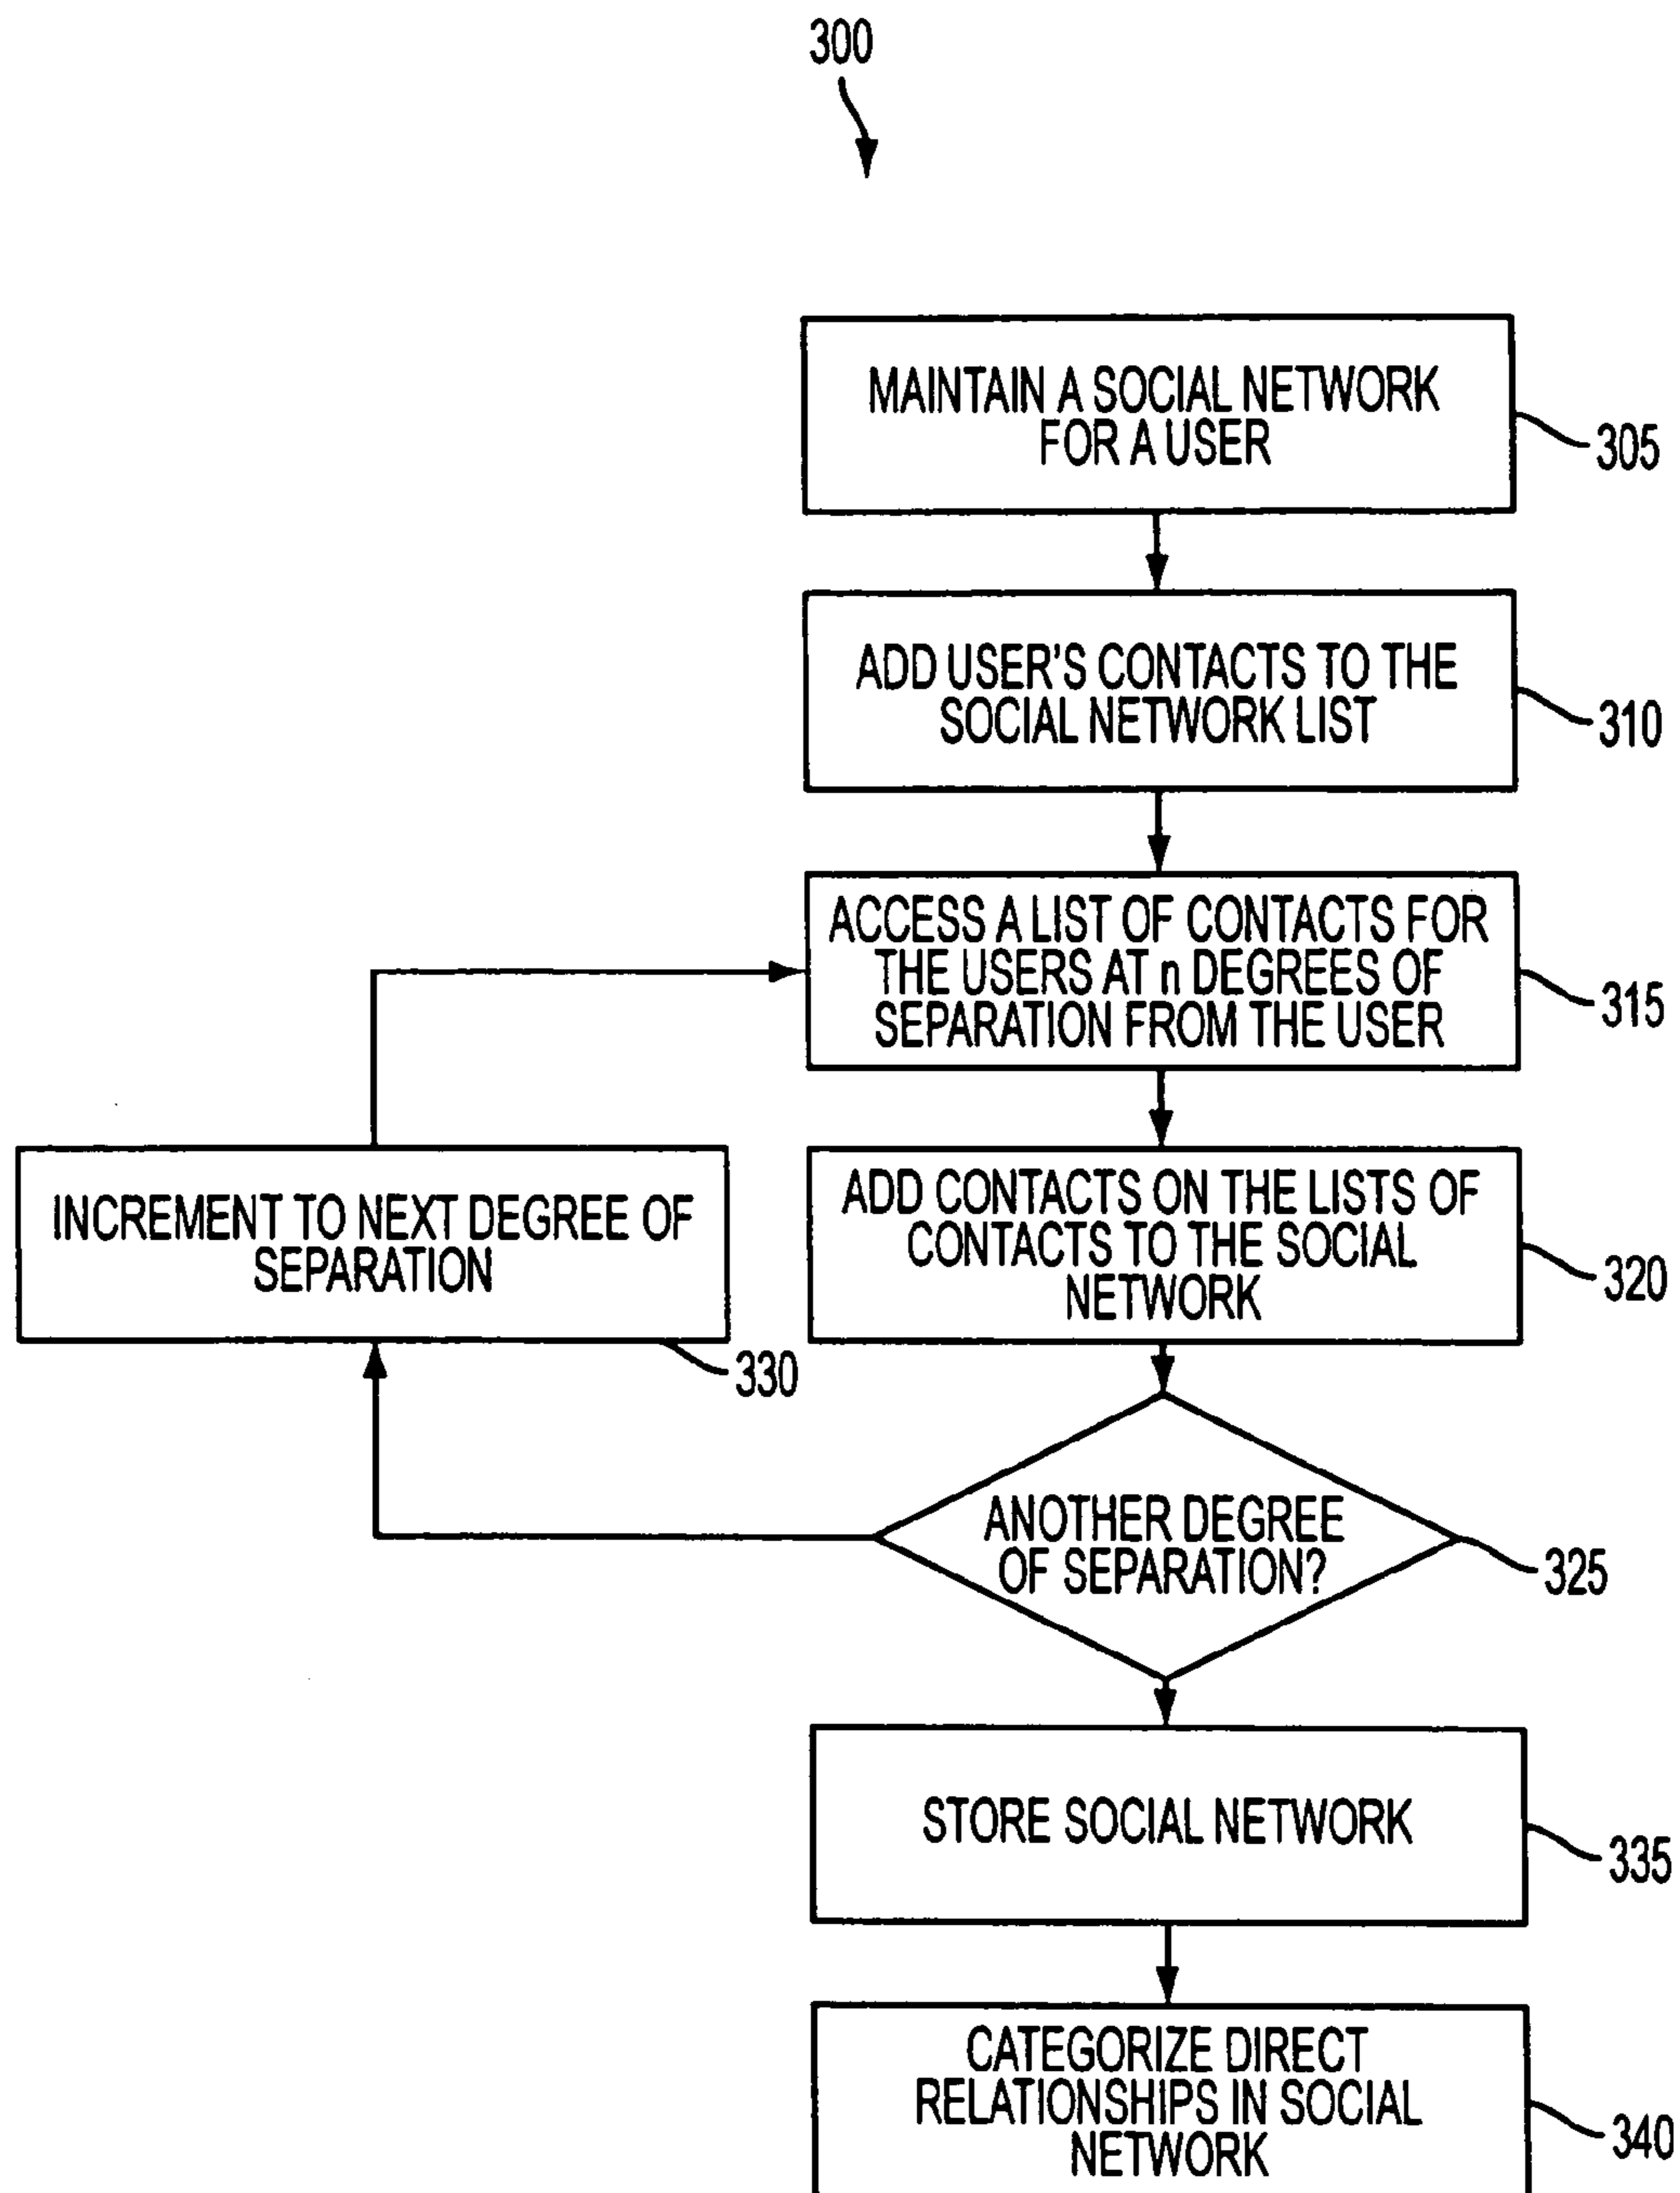 300
MAINTAIN A SOCIAL NETWORK
FOR A USER
305
ADD USER'S CONTACTS TO THE
SOCIAL NETWORK LIST
310
ACCESS A LIST OF CONTACTS FOR
THE USERS AT n DEGREES OF
SEPARATION FROM THE USER
315
ADD CONTACTS ON THE LISTS OF
CONTACTS TO THE SOCIAL
NETWORK
320
INCREMENT TO NEXT DEGREE OF
SEPARATION
330
ANOTHER DEGREE
OF SEPARATION?
325
STORE SOCIAL NETWORK
335
CATEGORIZE DIRECT
RELATIONSHIPS IN SOCIAL
NETWORK
340